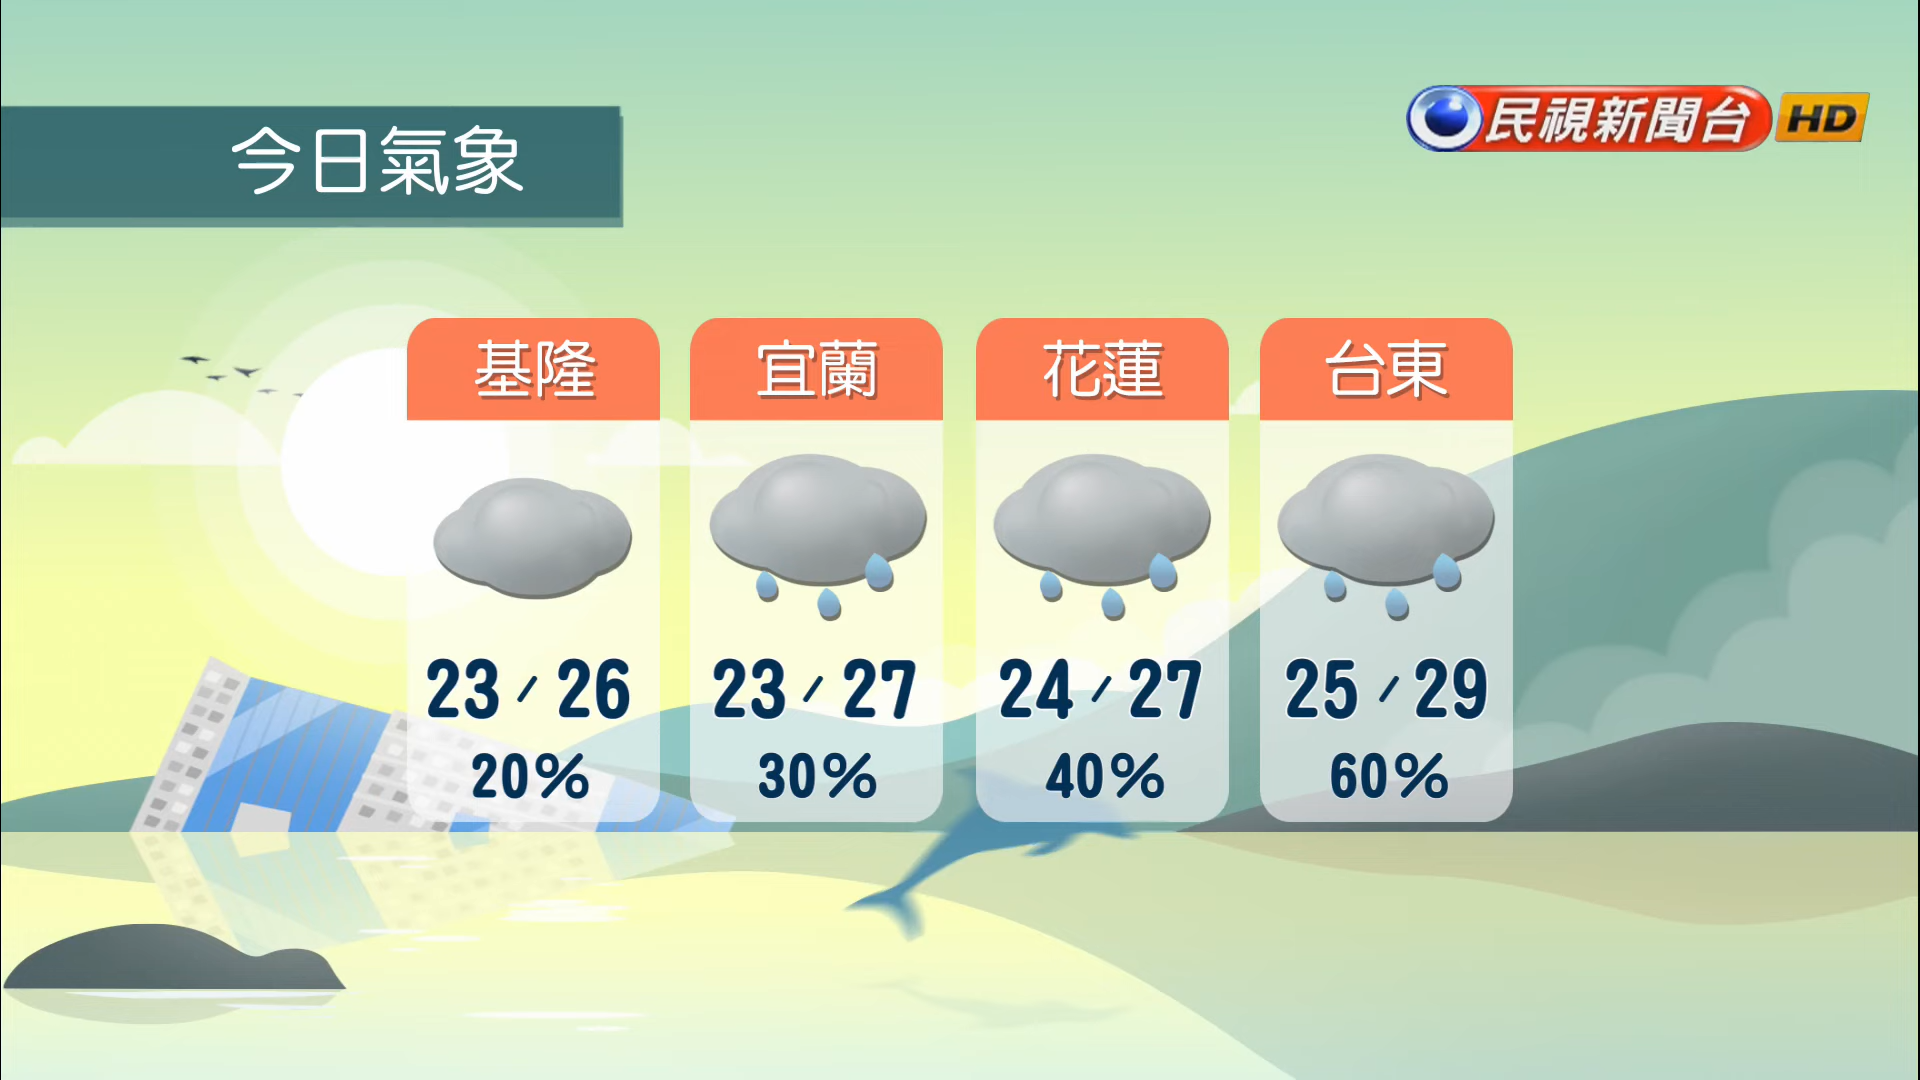 今日氣象
民視新聞台 HD
基隆 宜蘭 花蓮 台東
23 / 26 23 / 27 24 / 27 25 / 29
20% 30% 40% 60%